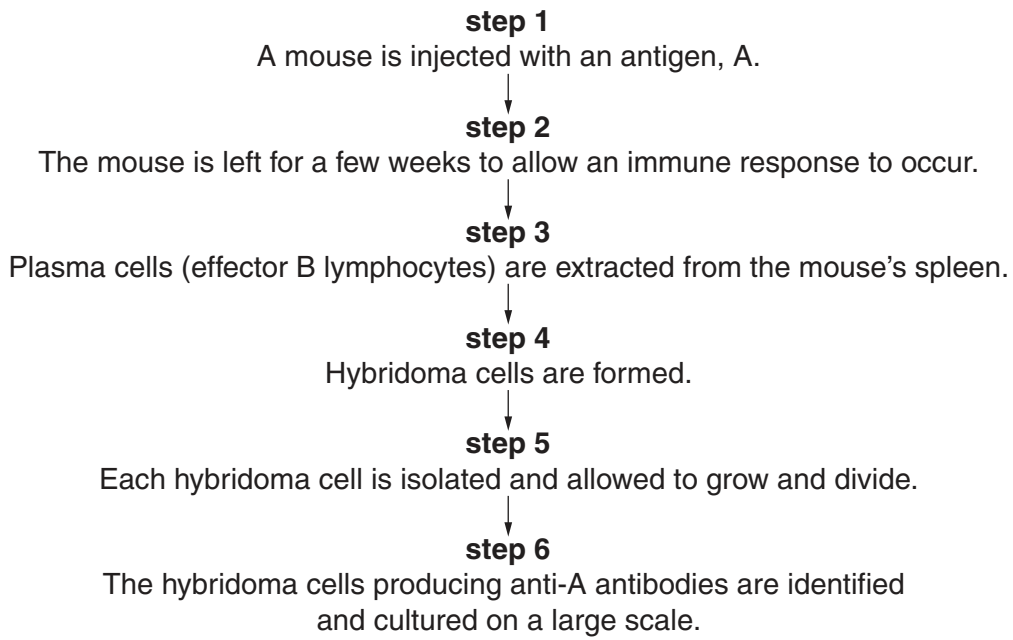 step 1
A mouse is injected with an antigen, A.
step 2
The mouse is left for a few weeks to allow an immune response to occur.
step 3
Plasma cells (effector B lymphocytes) are extracted from the mouse’s spleen.
step 4
Hybridoma cells are formed.
step 5
Each hybridoma cell is isolated and allowed to grow and divide.
step 6
The hybridoma cells producing anti-A antibodies are identified
and cultured on a large scale.